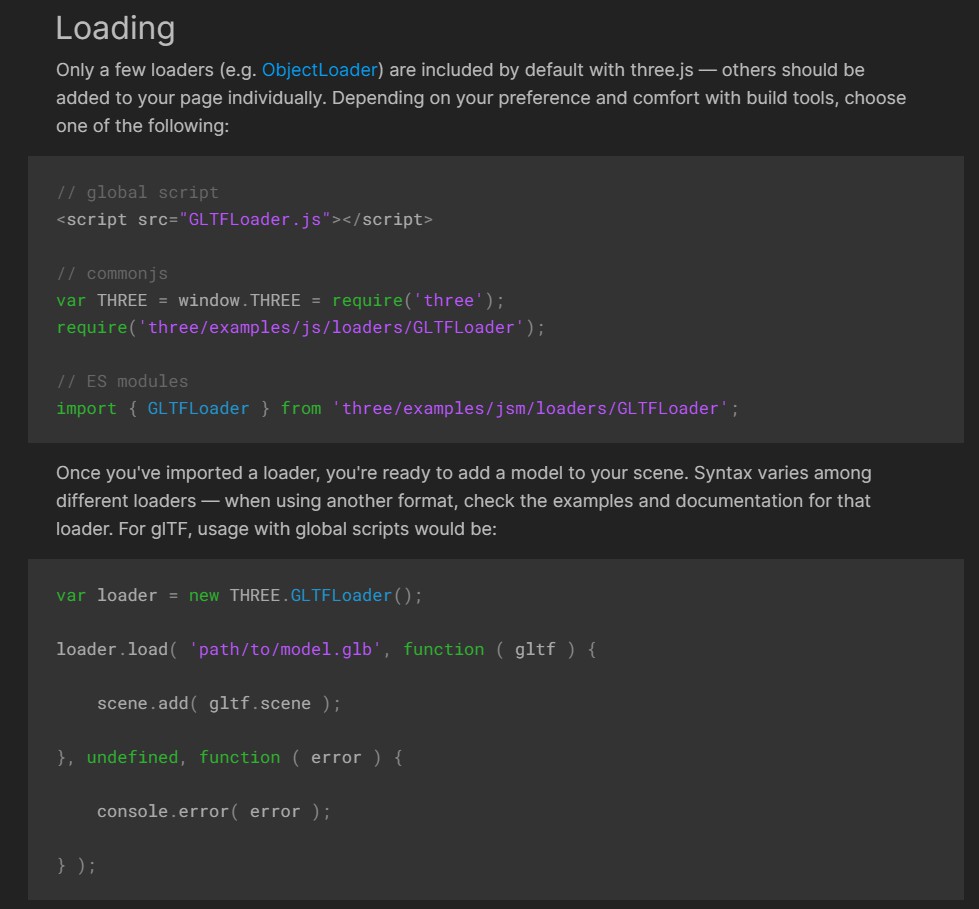 Loading
Only a few loaders (e.g. ObjectLoader) are included by default with three.js — others should be
added to your page individually. Depending on your preference and comfort with build tools, choose
one of the following:
// global script
<script src="GLTFLoader.js"></script>
// commonjs
var THREE = window.THREE = require('three');
require('three/examples/js/loaders/GLTFLoader');
// ES modules
import { GLTFLoader } from 'three/examples/jsm/loaders/GLTFLoader';
Once you've imported a loader, you're ready to add a model to your scene. Syntax varies among
different loaders — when using another format, check the examples and documentation for that
loader. For glTF, usage with global scripts would be:
var loader = new THREE.GLTFLoader();
loader.load( 'path/to/model.glb', function ( gltf ) {
    scene.add( gltf.scene );
}, undefined, function ( error ) {
    console.error( error );
} );